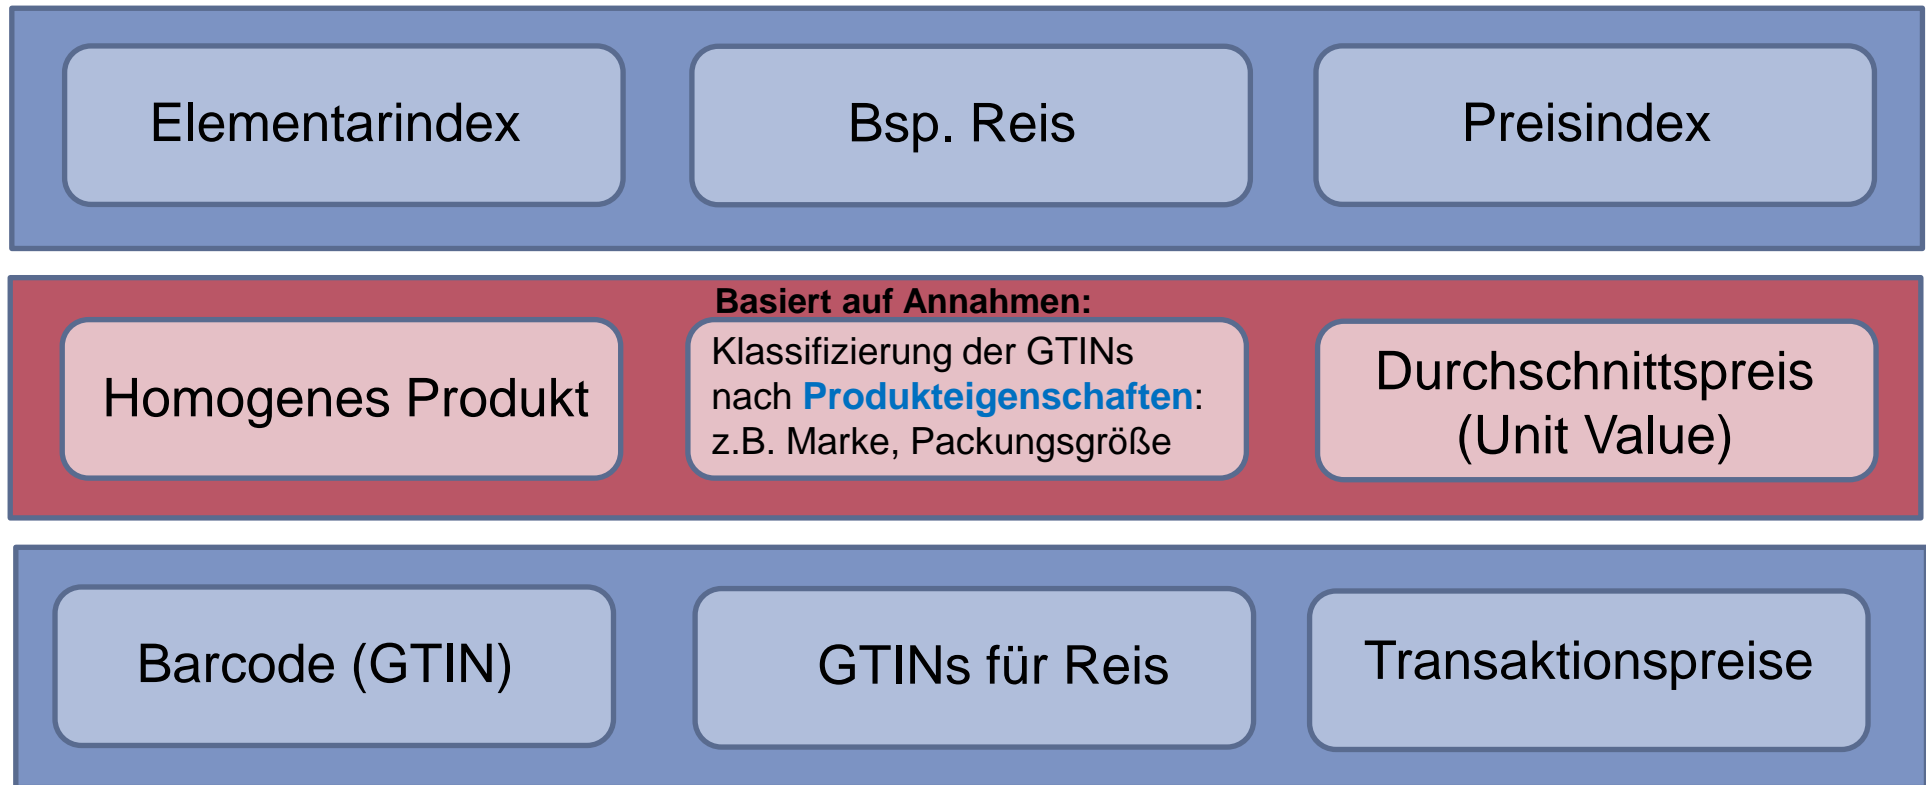 Elementarindex
Bsp. Reis
Preisindex
Basiert auf Annahmen:
Homogenes Produkt
Klassifizierung der GTINs
nach Produkteigenschaften:
z.B. Marke, Packungsgröße
Durchschnittspreis
(Unit Value)
Barcode (GTIN)
GTINs für Reis
Transaktionspreise